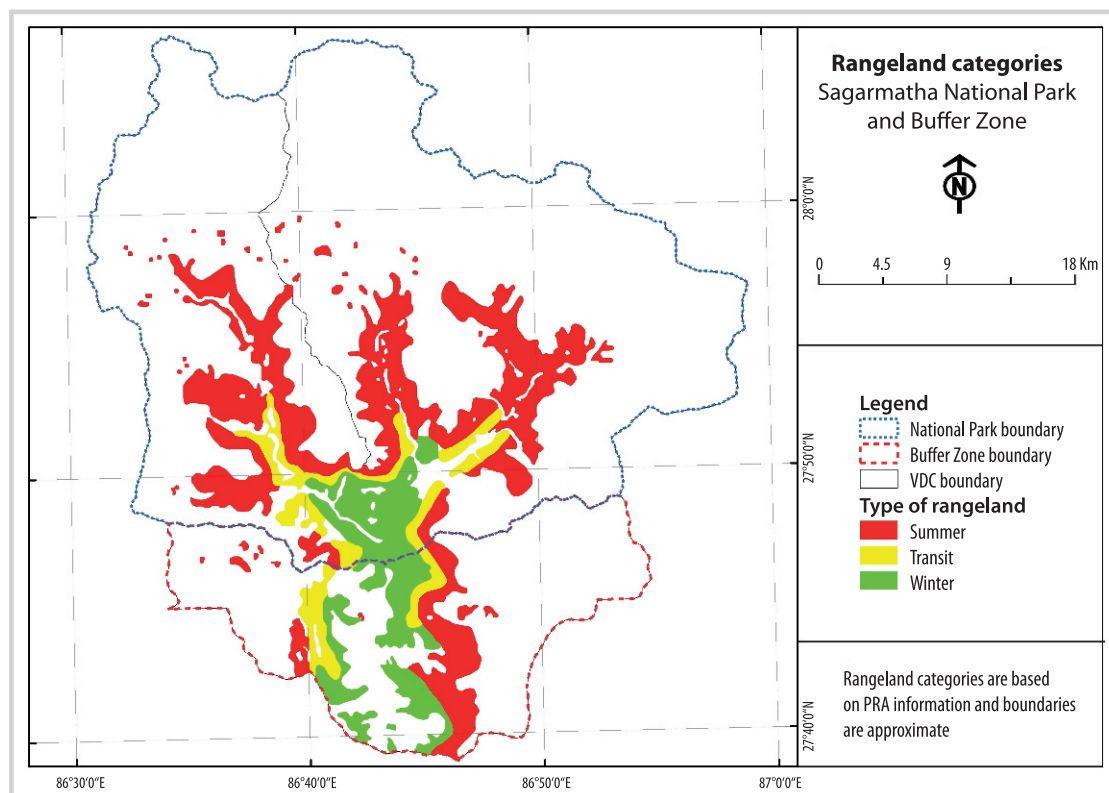 Rangeland categories
Sagarmatha National Park
and Buffer Zone
N
0 4.5 9 18 Km
Legend
National Park boundary
Buffer Zone boundary
VDC boundary
Type of rangeland
Summer
Transit
Winter
Rangeland categories are based
on PRA information and boundaries
are approximate
28°0'0"N
27°50'0"N
27°40'0"N
86°30'0"E 86°40'0"E 86°50'0"E 87°0'0"E